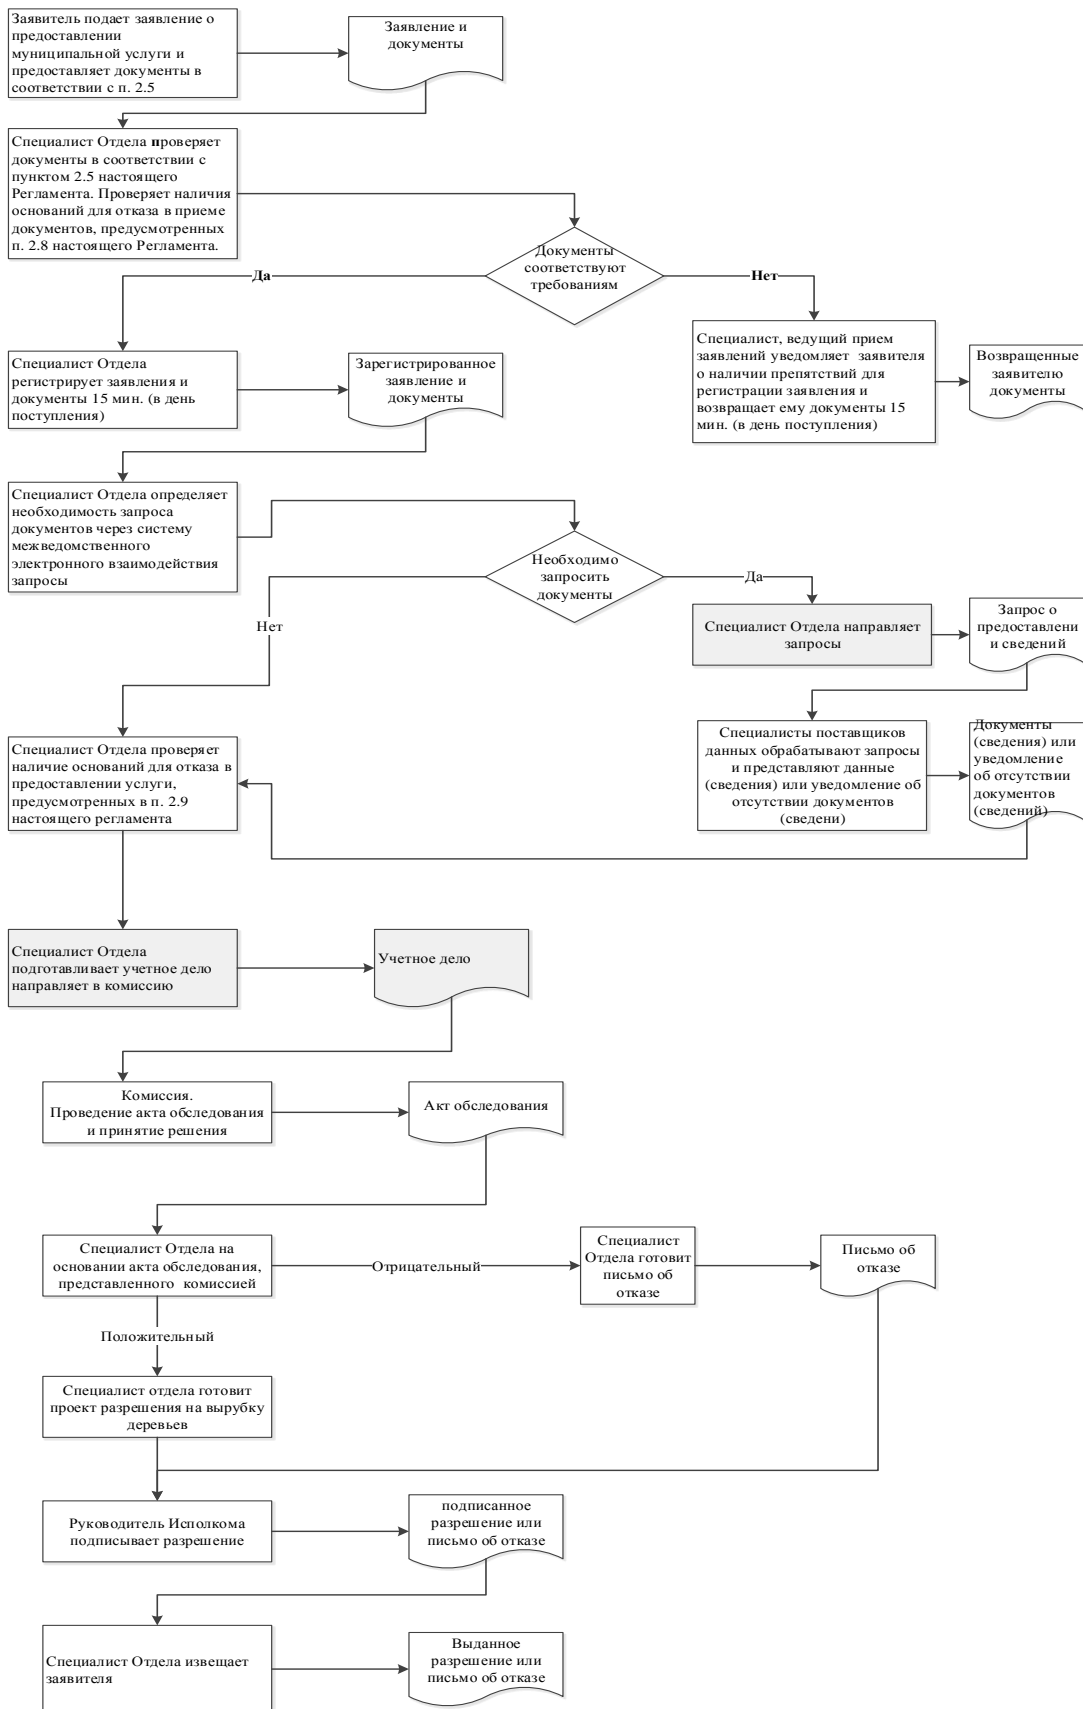 Заявитель подает заявление о
предоставлении
муниципальной услуги и
предоставляет документы в
соответствии с п. 2.5
Заявление и
документы
Специалист Отдела проверяет
документы в соответствии с
пунктом 2.5 настоящего
Регламента. Проверяет наличия
оснований для отказа в приеме
документов, предусмотренных
п. 2.8 настоящего Регламента.
Документы
соответствуют
требованиям
Да
Нет
Специалист Отдела
регистрирует заявления и
документы 15 мин. (в день
поступления)
Зарегистрированное
заявление и
документы
Специалист, ведущий прием
заявлений уведомляет заявителя
о наличии препятствий для
регистрации заявления и
возвращает ему документы 15
мин. (в день поступления)
Возвращенные
заявителю
документы
Специалист Отдела определяет
необходимость запроса
документов через систему
межведомственного
электронного взаимодействия
запросы
Необходимо
запросить
документы
Да
Нет
Специалист Отдела направляет
запросы
Запрос о
предоставлени
и сведений
Специалисты поставщиков
данных обрабатывают запросы
и представляют данные
(сведения) или уведомление об
отсутствии документов
(сведени)
Документы
(сведения) или
уведомление
об отсутствии
документов
(сведений)
Специалист Отдела проверяет
наличие оснований для отказа в
предоставлении услуги,
предусмотренных в п. 2.9
настоящего регламента
Специалист Отдела
подготавливает учетное дело
направляет в комиссию
Учетное дело
Комиссия.
Проведение акта обследования
и принятие решения
Акт обследования
Специалист Отдела на
основании акта обследования,
представленного комиссией
Отрицательный
Специалист
Отдела готовит
письмо об
отказе
Письмо об
отказе
Положительный
Специалист отдела готовит
проект разрешения на вырубку
деревьев
Руководитель Исполкома
подписывает разрешение
подписанное
разрешение или
письмо об отказе
Специалист Отдела извещает
заявителя
Выданное
разрешение или
письмо об отказе